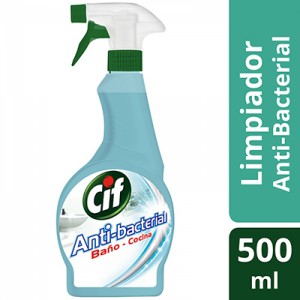 Cif
Anti-bacterial
Baño - Cocina
Limpiador
Anti-Bacterial
500
ml